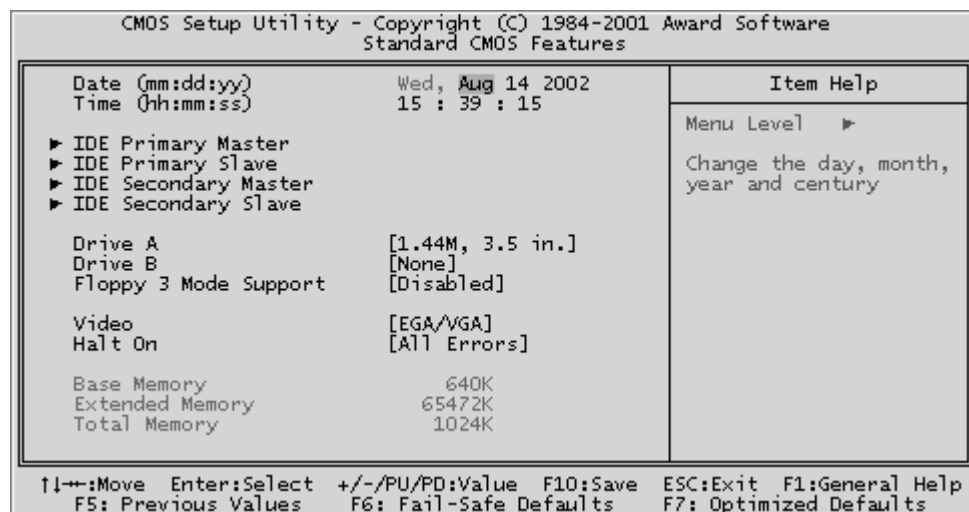 CMOS Setup Utility - Copyright (C) 1984-2001 Award Software
Standard CMOS Features
Date (mm:dd:yy) Wed, Aug 14 2002
Time (hh:mm:ss) 15 : 39 : 15
► IDE Primary Master
► IDE Primary Slave
► IDE Secondary Master
► IDE Secondary Slave
Drive A [1.44M, 3.5 in.]
Drive B [None]
Floppy 3 Mode Support [Disabled]
Video [EGA/VGA]
Halt On [All Errors]
Base Memory 640K
Extended Memory 65472K
Total Memory 1024K
Item Help
Menu Level ►
Change the day, month,
year and century
↑↓→←:Move Enter:Select +/-/PU/PD:Value F10:Save ESC:Exit F1:General Help
F5: Previous Values F6: Fail-Safe Defaults F7: Optimized Defaults